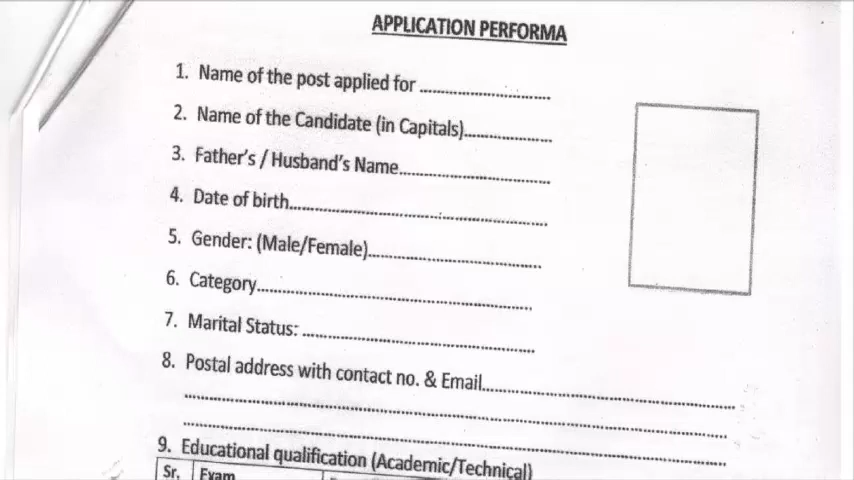 APPLICATION PERFORMA
1. Name of the post applied for ..............................
2. Name of the Candidate (in Capitals)....................
3. Father's / Husband's Name...................................
4. Date of birth............................................................
5. Gender: (Male/Female)........................................
6. Category................................................................
7. Marital Status: ......................................................
8. Postal address with contact no. & Email..........................................................
................................................................................................................................
................................................................................................................................
9. Educational qualification (Academic/Technical)
Sr. Exam